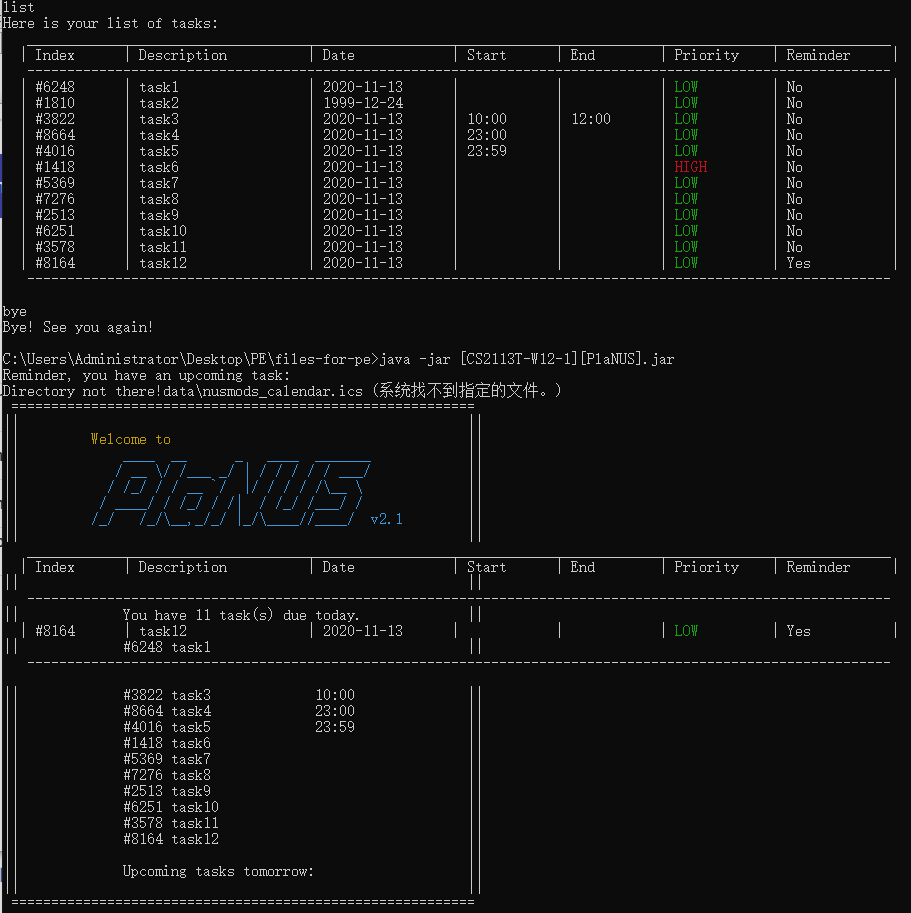 list
Here is your list of tasks:
| Index | Description | Date | Start | End | Priority | Reminder |
| #6248 | task1 | 2020-11-13 | | | LOW | No |
| #1810 | task2 | 1999-12-24 | | | LOW | No |
| #3822 | task3 | 2020-11-13 | 10:00 | 12:00 | LOW | No |
| #8664 | task4 | 2020-11-13 | 23:00 | | LOW | No |
| #4016 | task5 | 2020-11-13 | 23:59 | | LOW | No |
| #1418 | task6 | 2020-11-13 | | | HIGH | No |
| #5369 | task7 | 2020-11-13 | | | LOW | No |
| #7276 | task8 | 2020-11-13 | | | LOW | No |
| #2513 | task9 | 2020-11-13 | | | LOW | No |
| #6251 | task10 | 2020-11-13 | | | LOW | No |
| #3578 | task11 | 2020-11-13 | | | LOW | No |
| #8164 | task12 | 2020-11-13 | | | LOW | Yes |
bye
Bye! See you again!
C:\Users\Administrator\Desktop\PE\files-for-pe>java -jar [CS2113T-W12-1][PlaNUS].jar
Reminder, you have an upcoming task:
Directory not there!data\nusmods_calendar.ics (系统找不到指定的文件。)
Welcome to
PlaNUS
v2.1
| Index | Description | Date | Start | End | Priority | Reminder |
You have 11 task(s) due today.
| #8164 | task12 | 2020-11-13 | | | LOW | Yes |
#6248 task1
#3822 task3 10:00
#8664 task4 23:00
#4016 task5 23:59
#1418 task6
#5369 task7
#7276 task8
#2513 task9
#6251 task10
#3578 task11
#8164 task12
Upcoming tasks tomorrow: